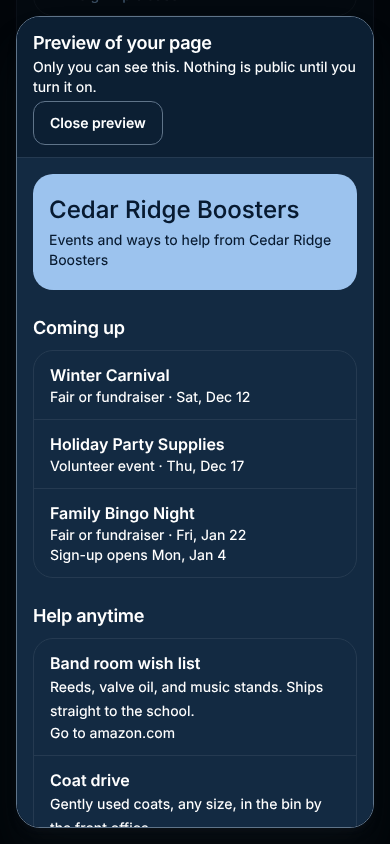 Preview of your page
Only you can see this. Nothing is public until you
turn it on.
Close preview
Cedar Ridge Boosters
Events and ways to help from Cedar Ridge
Boosters
Coming up
Winter Carnival
Fair or fundraiser · Sat, Dec 12
Holiday Party Supplies
Volunteer event · Thu, Dec 17
Family Bingo Night
Fair or fundraiser · Fri, Jan 22
Sign-up opens Mon, Jan 4
Help anytime
Band room wish list
Reeds, valve oil, and music stands. Ships
straight to the school.
Go to amazon.com
Coat drive
Gently used coats, any size, in the bin by
the front office.